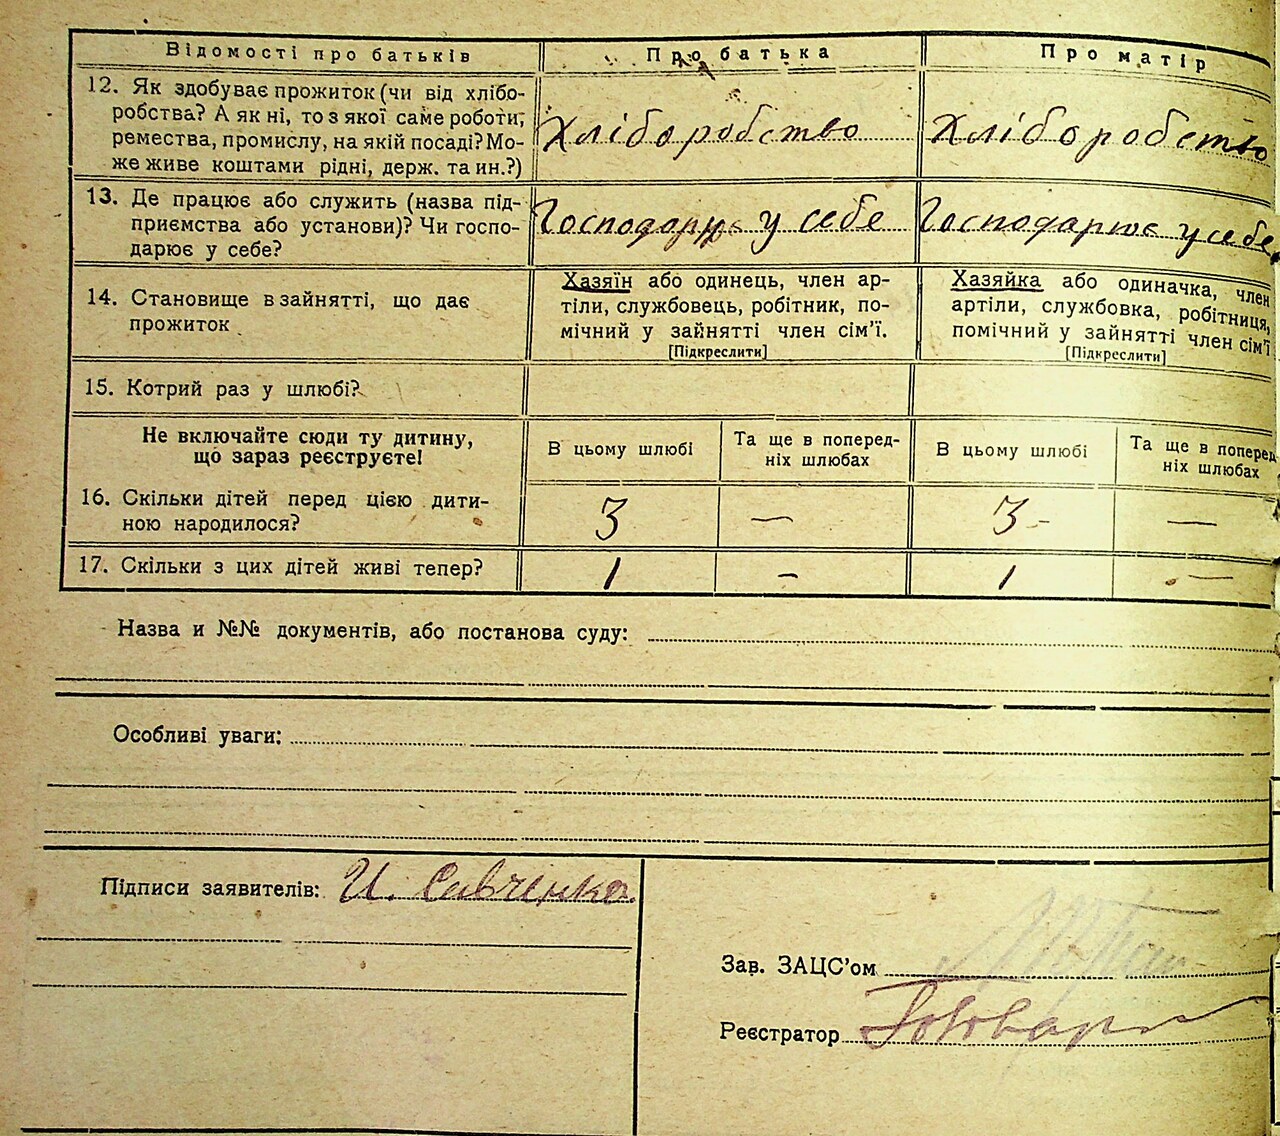 Відомості про батьків
Про батька
Про матір
12. Як здобуває прожиток (чи від хлібо-
робства? А як ні, то з якої саме роботи,
ремества, промислу, на якій посаді? Мо-
же живе коштами рідні, держ. та ин.?)
Хліборобство
Хліборобство
13. Де працює або служить (назва під-
приємства або установи)? Чи госпо-
дарює у себе?
Господарює у себе
Господарює у себе
14. Становище в зайнятті, що дає
прожиток
Хазяїн або одинець, член ар-
тіли, службовець, робітник, по-
мічний у зайнятті член сім'ї.
[Підкреслити]
Хазяйка або одиначка, член
артіли, службовка, робітниця,
помічний у зайнятті член сім'ї
[Підкреслити]
15. Котрий раз у шлюбі?
Не включайте сюди ту дитину,
що зараз реєструєте!
В цьому шлюбі
Та ще в поперед-
ніх шлюбах
В цьому шлюбі
Та ще в поперед
ніх шлюбах
16. Скільки дітей перед цією дити-
ною народилося?
3 — 3 - —
17. Скільки з цих дітей живі тепер?
1 — 1 —
Назва и №№ документів, або постанова суду:
Особливі уваги:
Підписи заявителів: И. Савченко
Зав. ЗАЦС'ом
Реєстратор